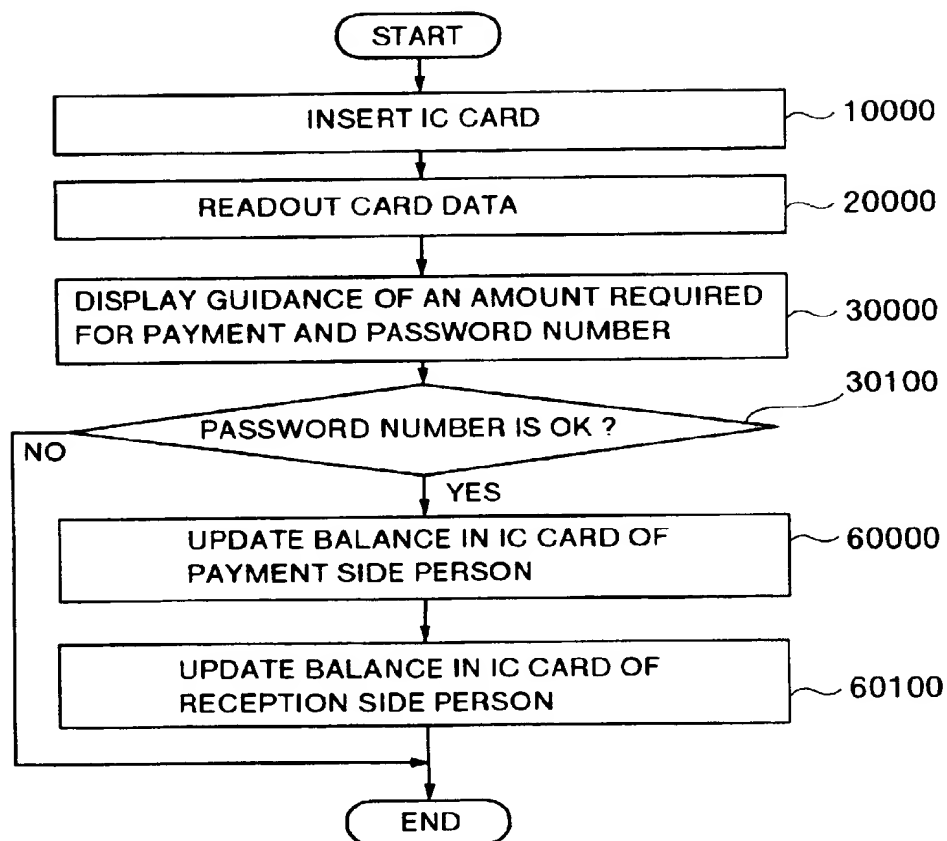 START
INSERT IC CARD
10000
READOUT CARD DATA
20000
DISPLAY GUIDANCE OF AN AMOUNT REQUIRED
FOR PAYMENT AND PASSWORD NUMBER
30000
30100
PASSWORD NUMBER IS OK ?
NO
YES
UPDATE BALANCE IN IC CARD OF
PAYMENT SIDE PERSON
60000
UPDATE BALANCE IN IC CARD OF
RECEPTION SIDE PERSON
60100
END